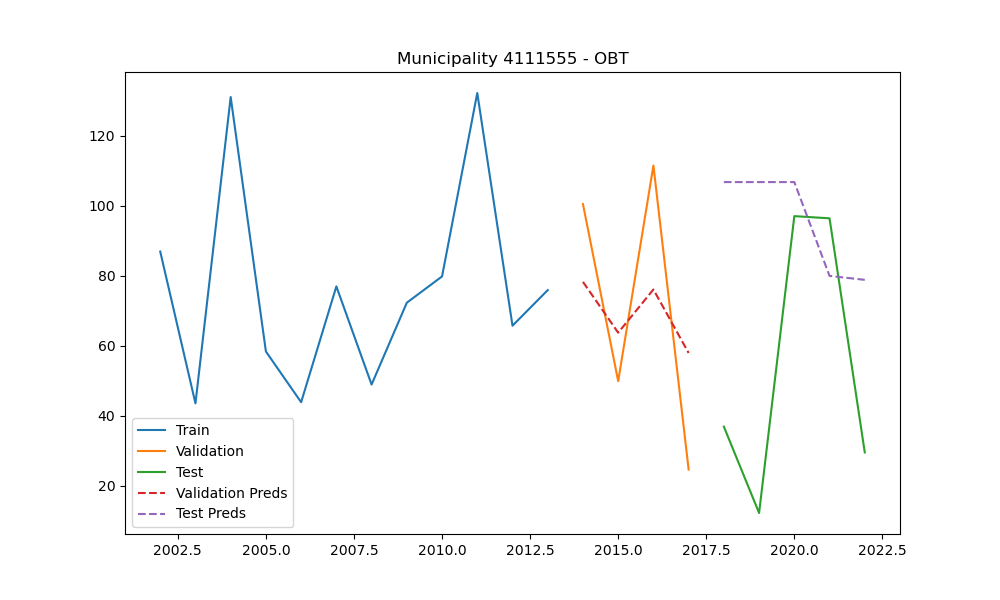 Municipality 4111555 - OBT
120
100
80
60
40
20
Train
Validation
Test
Validation Preds
Test Preds
2002.5 2005.0 2007.5 2010.0 2012.5 2015.0 2017.5 2020.0 2022.5